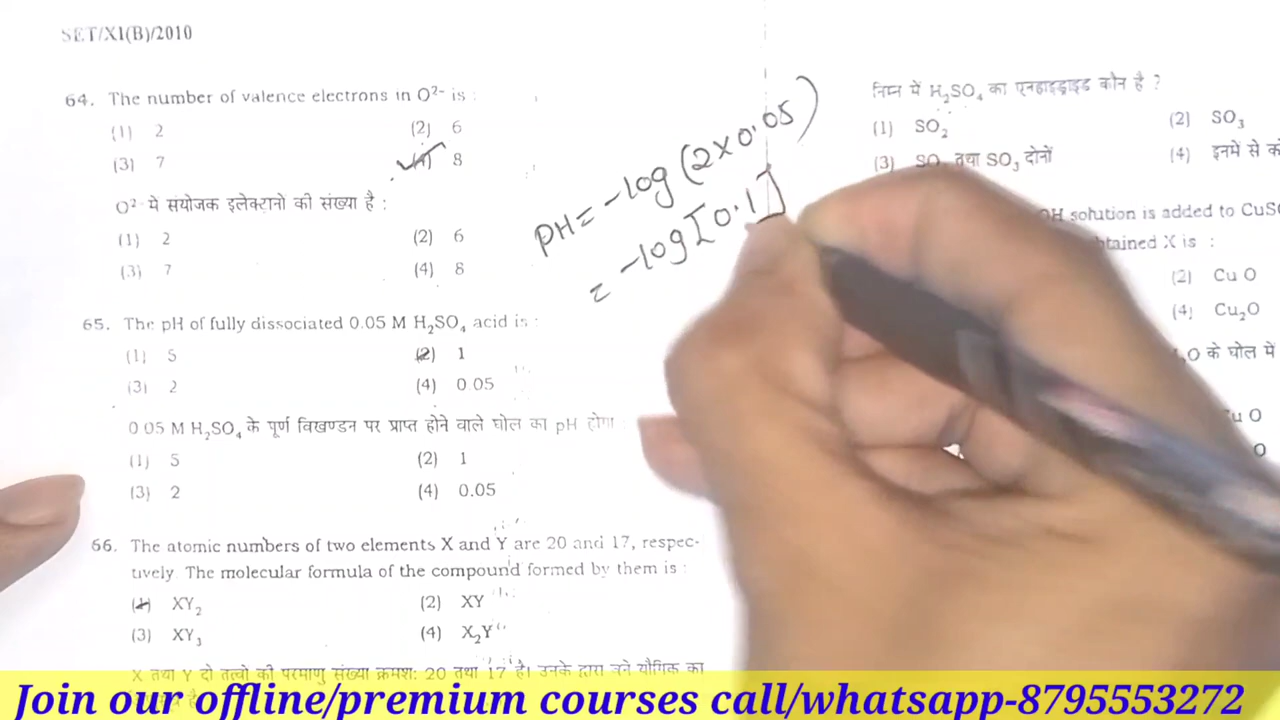 SET/XI(B)/2010
64. The number of valence electrons in O²⁻ is :
(1) 2
(2) 6
(3) 7
(4) 8
O²⁻ मे संयोजक इलेक्ट्रानों की संख्या है :
(1) 2
(2) 6
(3) 7
(4) 8
65. The pH of fully dissociated 0.05 M H₂SO₄ acid is :
(1) 5
(2) 1
(3) 2
(4) 0.05
0.05 M H₂SO₄ के पूर्ण विखण्डन पर प्राप्त होने वाले घोल का pH होगा :
(1) 5
(2) 1
(3) 2
(4) 0.05
66. The atomic numbers of two elements X and Y are 20 and 17, respec-
tively. The molecular formula of the compound formed by them is :
(1) XY₂
(2) XY
(3) XY₃
(4) X₂Y
X तथा Y दो तत्वो की परमाणु संख्या क्रमश: 20 तथा 17 है। उनके द्वारा बने यौगिक का
PH = -log (2×0.05)
= -log [0.1]
निम्न में H₂SO₄ का एनहाइड्राइड कौन है ?
(1) SO₂
(2) SO₃
(3) तथा SO₃ दोनों
(4) इनमें से
solution is added to
X is :
(2) Cu O
(4) Cu₂O
के घोल में
O
O
Join our offline/premium courses call/whatsapp-8795553272